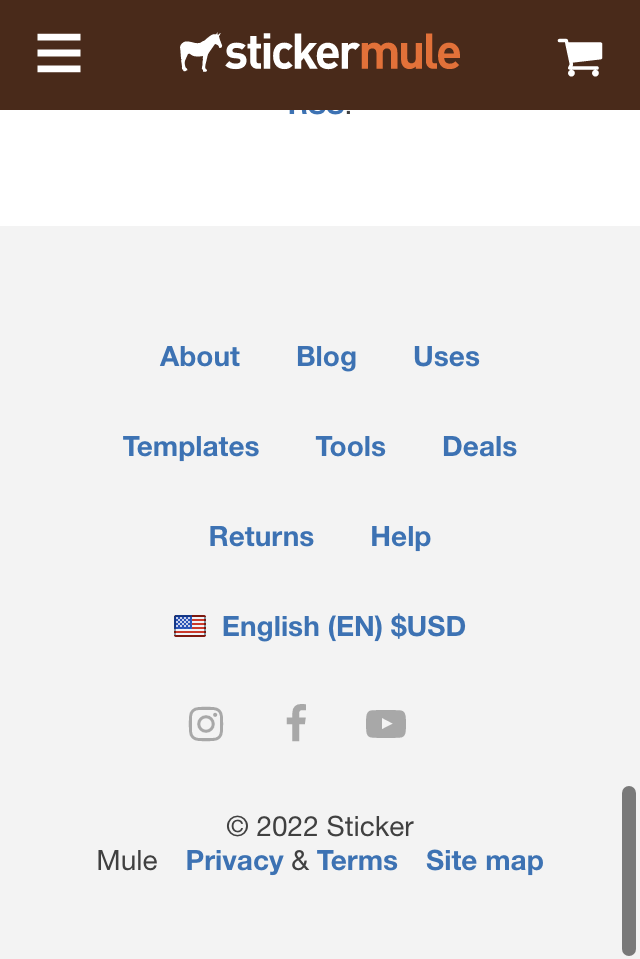 stickermule
About Blog Uses
Templates Tools Deals
Returns Help
English (EN) $USD
© 2022 Sticker
Mule Privacy & Terms Site map